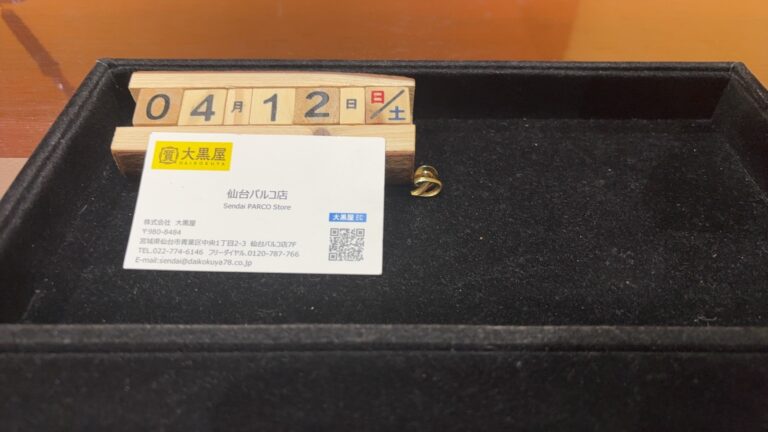 04月12日 日/土
質 大黒屋
DAIKOKUYA
仙台パルコ店
Sendai PARCO Store
大黒屋 EC
株式会社 大黒屋
〒980-8484
宮城県仙台市青葉区中央1丁目2-3 仙台パルコ店7F
TEL.022-774-6146 フリーダイヤル.0120-787-766
E-mail:sendai@daikokuya78.co.jp